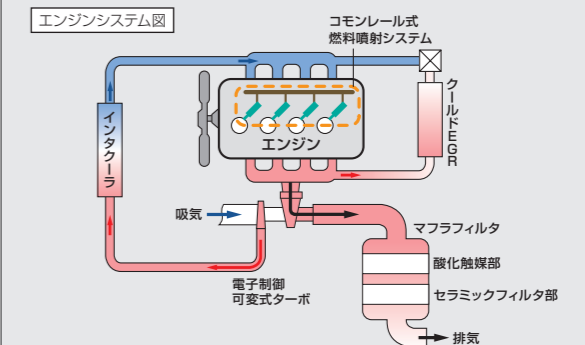 エンジンシステム図
コモンレール式
燃料噴射システム
クールドEGR
インタクーラ
エンジン
吸気
マフラフィルタ
酸化触媒部
電子制御
可変式ターボ
セラミックフィルタ部
排気